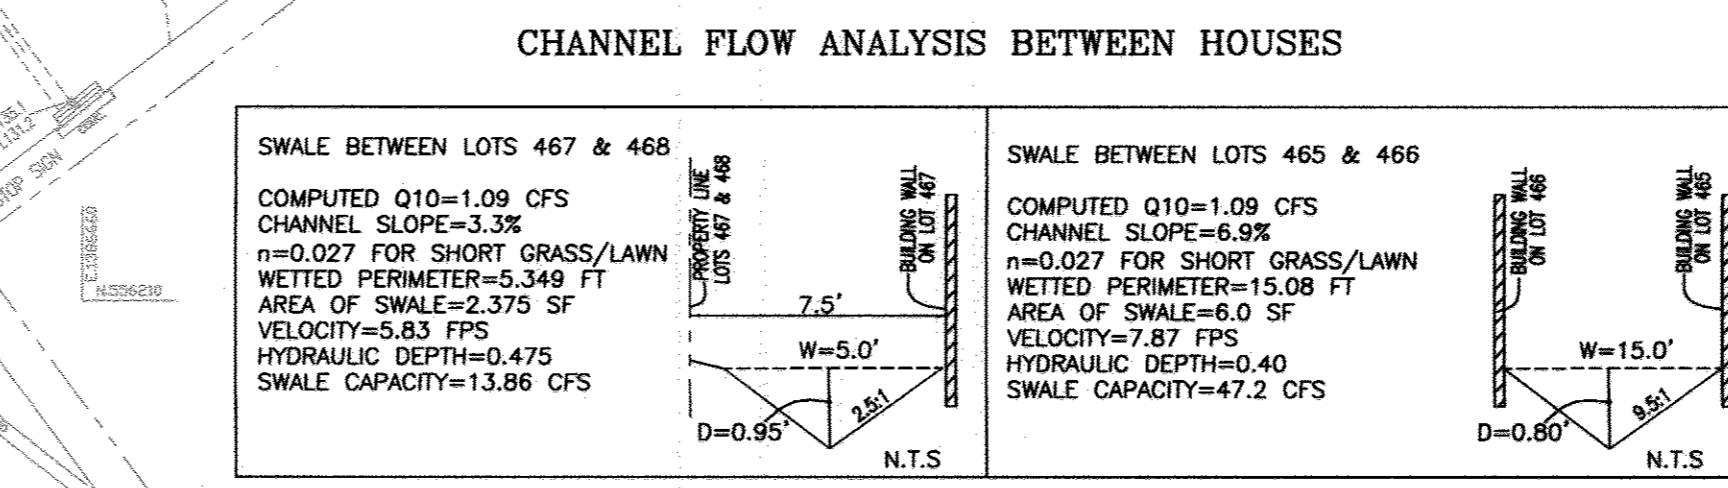 CHANNEL FLOW ANALYSIS BETWEEN HOUSES
SWALE BETWEEN LOTS 467 & 468
COMPUTED Q10=1.09 CFS
CHANNEL SLOPE=3.3%
n=0.027 FOR SHORT GRASS/LAWN
WETTED PERIMETER=5.349 FT
AREA OF SWALE=2.375 SF
VELOCITY=5.83 FPS
HYDRAULIC DEPTH=0.475
SWALE CAPACITY=13.86 CFS
PROPERTY LINE
LOTS 467 & 468
BUILDING WALL
ON LOT 467
7.5'
W=5.0'
2.5:1
D=0.95'
N.T.S
SWALE BETWEEN LOTS 465 & 466
COMPUTED Q10=1.09 CFS
CHANNEL SLOPE=6.9%
n=0.027 FOR SHORT GRASS/LAWN
WETTED PERIMETER=15.08 FT
AREA OF SWALE=6.0 SF
VELOCITY=7.87 FPS
HYDRAULIC DEPTH=0.40
SWALE CAPACITY=47.2 CFS
BUILDING WALL
ON LOT 466
BUILDING WALL
ON LOT 465
W=15.0'
9.5:1
D=0.80'
N.T.S
STOP SIGN
N556210